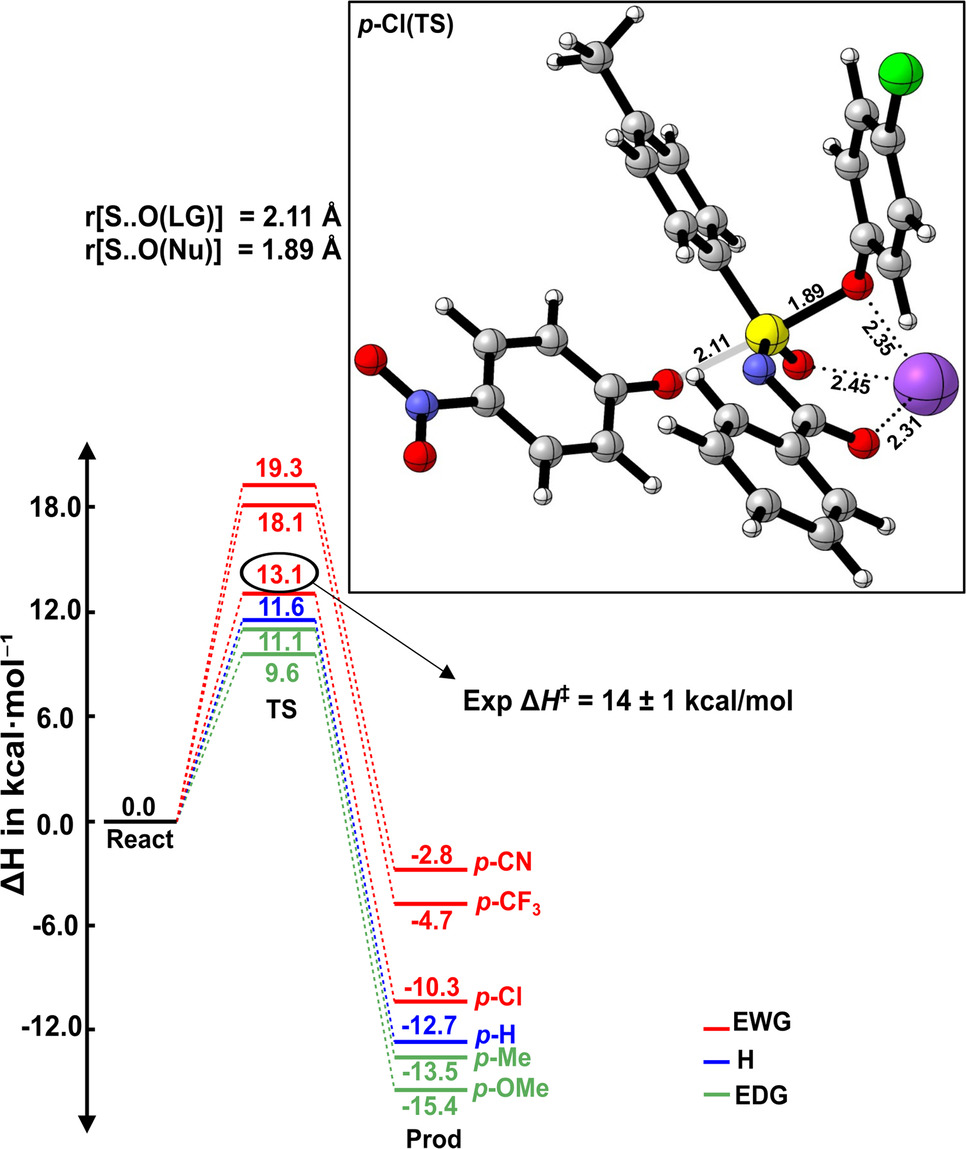 p-Cl(TS)
r[S..O(LG)] = 2.11 Å
r[S..O(Nu)] = 1.89 Å
1.89
2.11
2.35
2.45
2.31
ΔH in kcal·mol⁻¹
18.0
12.0
6.0
0.0
-6.0
-12.0
19.3
18.1
13.1
11.6
11.1
9.6
TS
Exp ΔH‡ = 14 ± 1 kcal/mol
0.0
React
-2.8 p-CN
-4.7 p-CF₃
-10.3 p-Cl
-12.7 p-H
-13.5 p-Me
-15.4 p-OMe
Prod
EWG
H
EDG